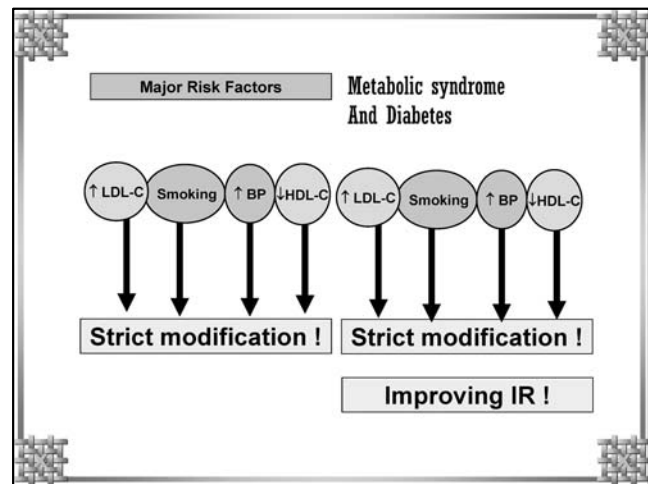 Major Risk Factors
Metabolic syndrome
And Diabetes
↑ LDL-C Smoking ↑ BP ↓HDL-C
↑ LDL-C Smoking ↑ BP ↓HDL-C
Strict modification !
Strict modification !
Improving IR !